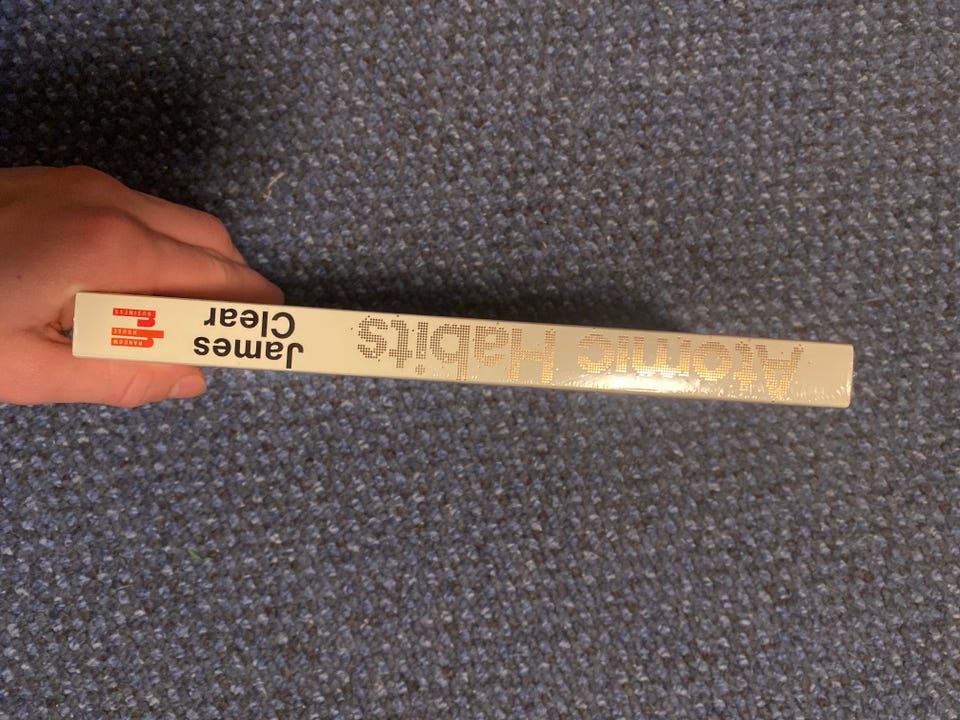 Atomic Habits
James
Clear
RANDOM
HOUSE
BUSINESS